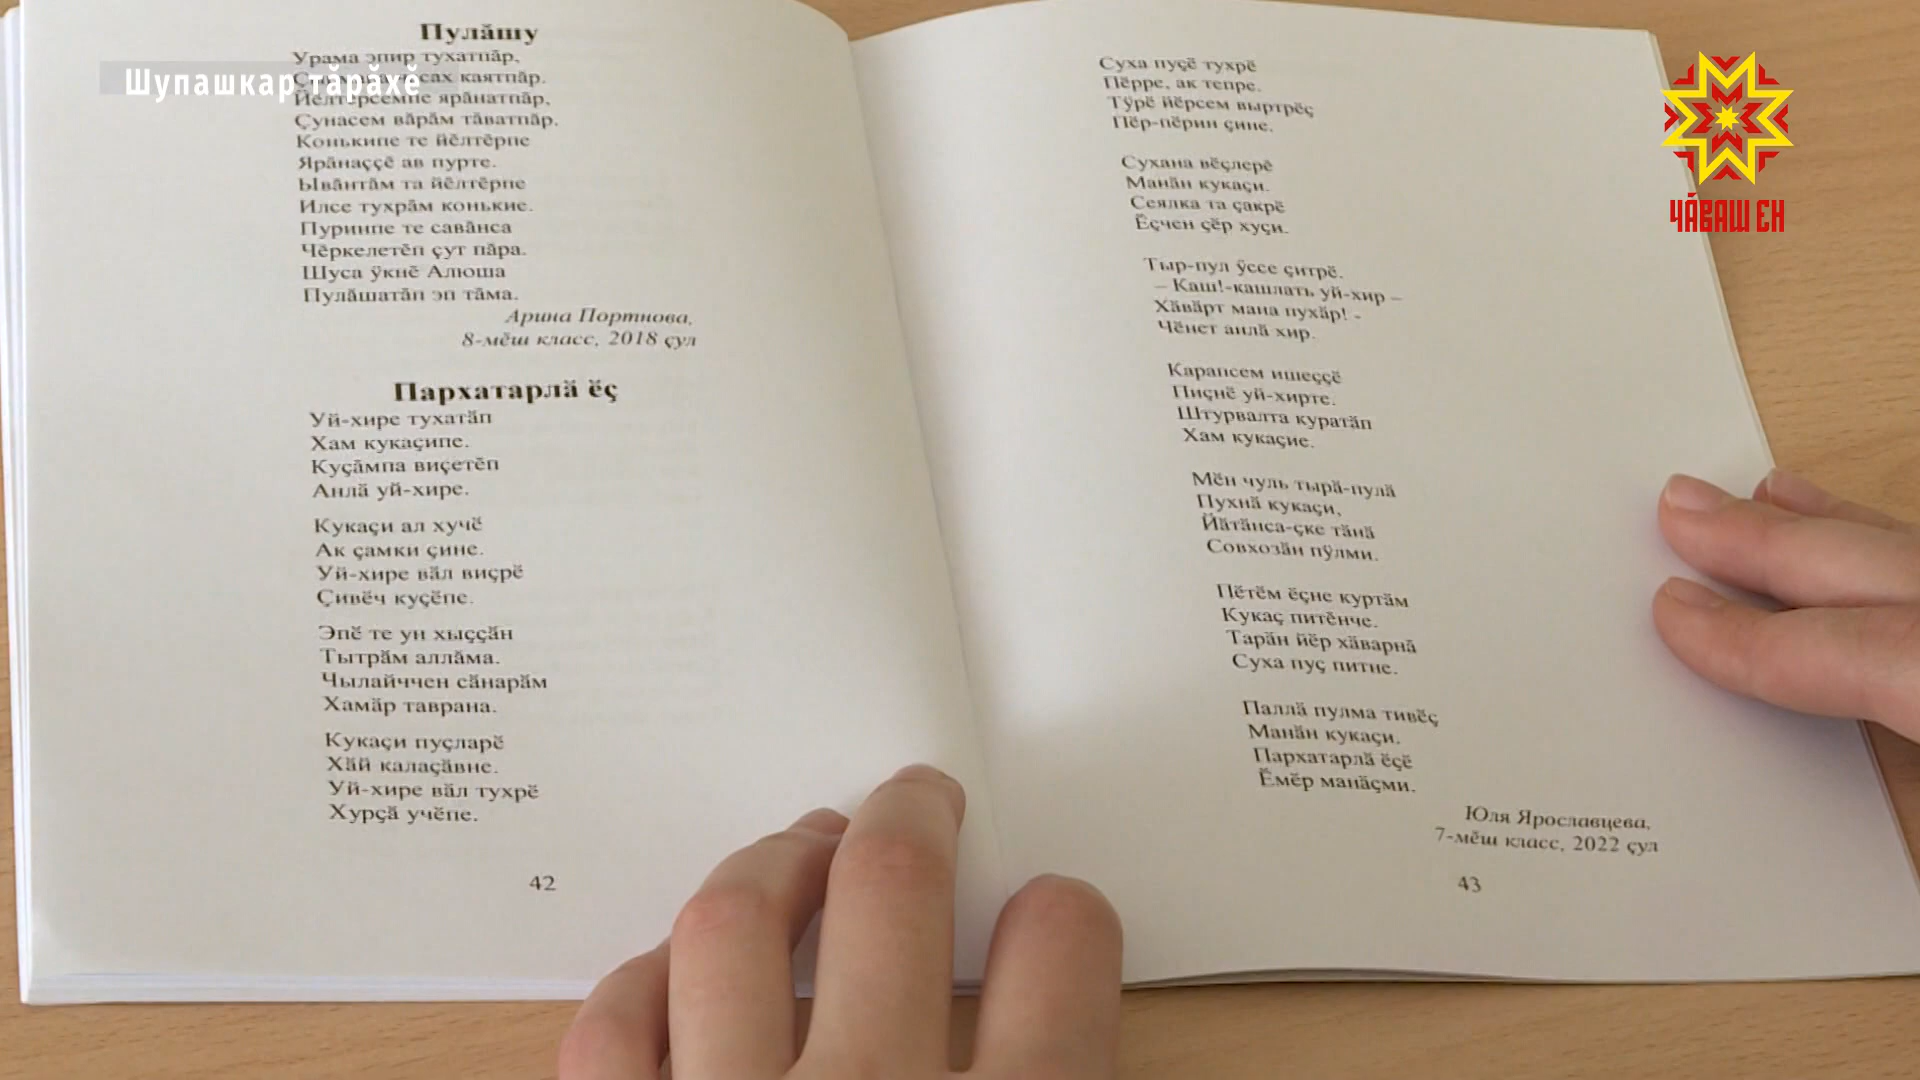 Шупашкар тӑрӑхӗ
ЧӐВАШ ЕН
Пулӑшу
Урама эпир тухатпӑр,
каятпӑр.
Йӗлтӗрсемпе ярӑнатпӑр,
Ҫунасем вӑрӑм тӑватпӑр.
Конькипе те йӗлтӗрпе
Ярӑнаҫҫӗ ав пурте.
Ывӑнтӑм та йӗлтӗрпе
Илсе тухрӑм конькие.
Пуринпе те савӑнса
Чӗркелетӗп ҫут пӑра.
Шуса ӳкнӗ Алюша
Пулӑшатӑп эп тӑма.
Арина Портнова,
8-мӗш класс, 2018 ҫул
Пархатарлӑ ӗҫ
Уй-хире тухатӑп
Хам кукаҫипе.
Куҫӑмпа виҫетӗп
Анлӑ уй-хире.
Кукаҫи ал хучӗ
Ак ҫамки ҫине.
Уй-хире вӑл виҫрӗ
Ҫивӗч куҫӗпе.
Эпӗ те ун хыҫҫӑн
Тытрӑм аллӑма.
Чылайччен сӑнарӑм
Хамӑр таврана.
Кукаҫи пуҫларӗ
Хӑй калаҫӑвне.
Уй-хире вӑл тухрӗ
Хурҫӑ учӗпе.
42
Суха пуҫӗ тухрӗ
Пӗрре, ак тепре.
Тӳрӗ йӗрсем выртрӗҫ
Пӗр-пӗрин ҫине.
Сухана вӗҫлерӗ
Манӑн кукаҫи.
Сеялка та ҫакрӗ
Ӗҫчен ҫӗр хуҫи.
Тыр-пул ӳссе ҫитрӗ.
– Каш!-кашлать уй-хир –
Хӑвӑрт мана пухӑр! -
Чӗнет анлӑ хир.
Карапсем ишеҫҫӗ
Пиҫнӗ уй-хирте.
Штурвалта куратӑп
Хам кукаҫие.
Мӗн чуль тырӑ-пулӑ
Пухнӑ кукаҫи,
Йӑтӑнса-ҫке тӑнӑ
Совхозӑн пӳлми.
Пӗтӗм ӗҫне куртӑм
Кукаҫ питӗнче.
Тарӑн йӗр хӑварнӑ
Суха пуҫ питне.
Паллӑ пулма тивӗҫ
Манӑн кукаҫи.
Пархатарлӑ ӗҫӗ
Ӗмӗр манӑҫми.
Юля Ярославцева,
7-мӗш класс, 2022 ҫул
43